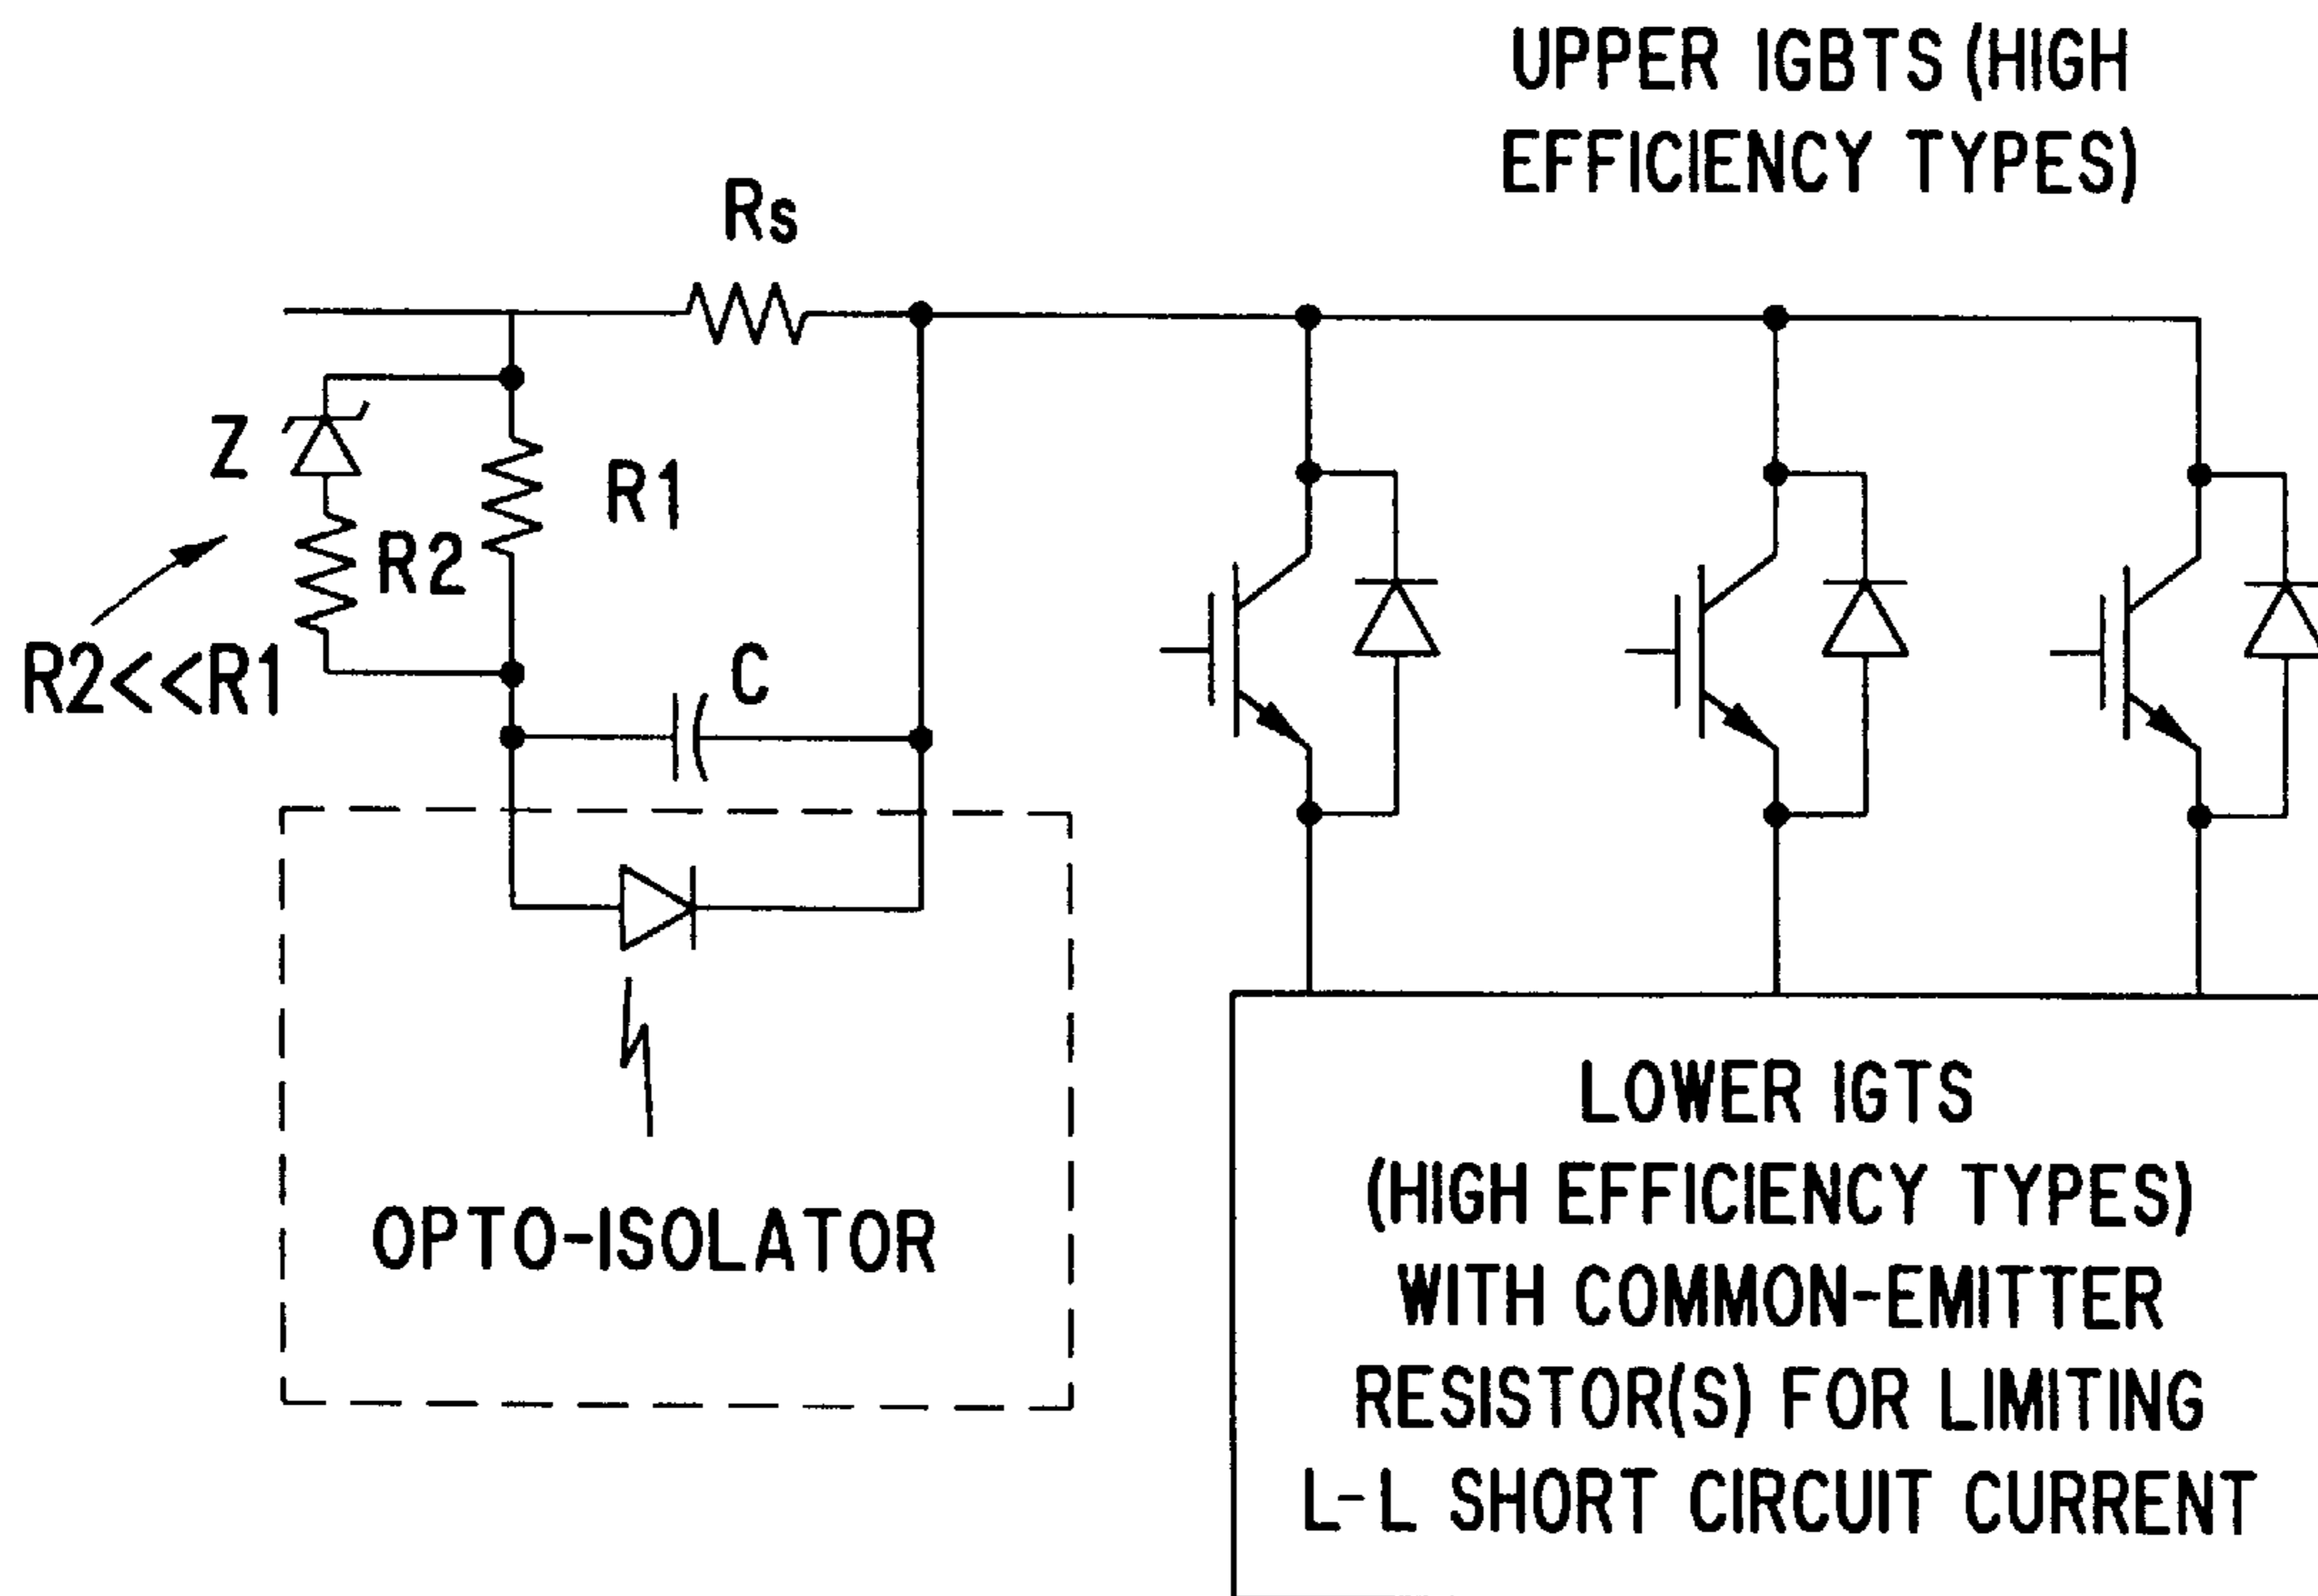 UPPER IGBTS (HIGH
EFFICIENCY TYPES)
Rs
Z
R1
R2
R2<<R1
C
OPTO-ISOLATOR
LOWER IGTS
(HIGH EFFICIENCY TYPES)
WITH COMMON-EMITTER
RESISTOR(S) FOR LIMITING
L-L SHORT CIRCUIT CURRENT